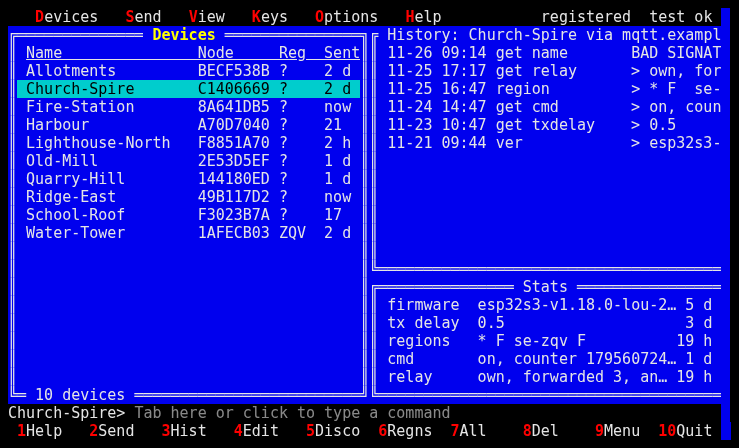 Devices Send View Keys Options Help registered test ok
Devices
Name Node Reg Sent
Allotments BECF538B ? 2 d
Church-Spire C1406669 ? 2 d
Fire-Station 8A641DB5 ? now
Harbour A70D7040 ? 21
Lighthouse-North F8851A70 ? 2 h
Old-Mill 2E53D5EF ? 1 d
Quarry-Hill 144180ED ? 1 d
Ridge-East 49B117D2 ? now
School-Roof F3023B7A ? 17
Water-Tower 1AFECB03 ZQV 2 d
10 devices
History: Church-Spire via mqtt.exampl
11-26 09:14 get name BAD SIGNAT
11-25 17:17 get relay > own, for
11-25 16:47 region > * F se-
11-24 14:47 get cmd > on, coun
11-23 10:47 get txdelay > 0.5
11-21 09:44 ver > esp32s3-
Stats
firmware esp32s3-v1.18.0-lou-2… 5 d
tx delay 0.5 3 d
regions * F se-zqv F 19 h
cmd on, counter 179560724… 1 d
relay own, forwarded 3, an… 19 h
Church-Spire> Tab here or click to type a command
1Help 2Send 3Hist 4Edit 5Disco 6Regns 7All 8Del 9Menu 10Quit